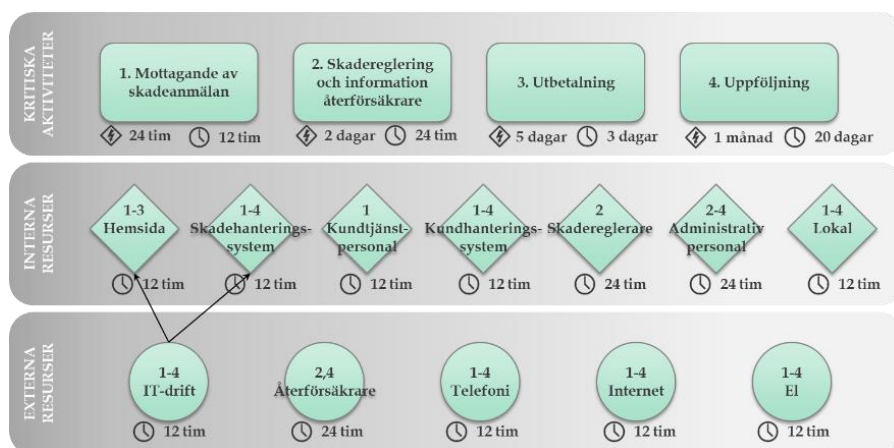 KRITISKA
AKTIVITETER
1. Mottagande av
skadeanmälan
24 tim
12 tim
2. Skadereglering
och information
återförsäkrare
2 dagar
24 tim
3. Utbetalning
5 dagar
3 dagar
4. Uppföljning
1 månad
20 dagar
INTERNA
RESURSER
1-3
Hemsida
12 tim
1-4
Skadehanterings-
system
12 tim
1
Kundtjänst-
personal
12 tim
1-4
Kundhanterings-
system
12 tim
2
Skadereglerare
24 tim
2-4
Administrativ
personal
24 tim
1-4
Lokal
12 tim
EXTERNA
RESURSER
1-4
IT-drift
12 tim
2,4
Återförsäkrare
24 tim
1-4
Telefoni
12 tim
1-4
Internet
12 tim
1-4
El
12 tim